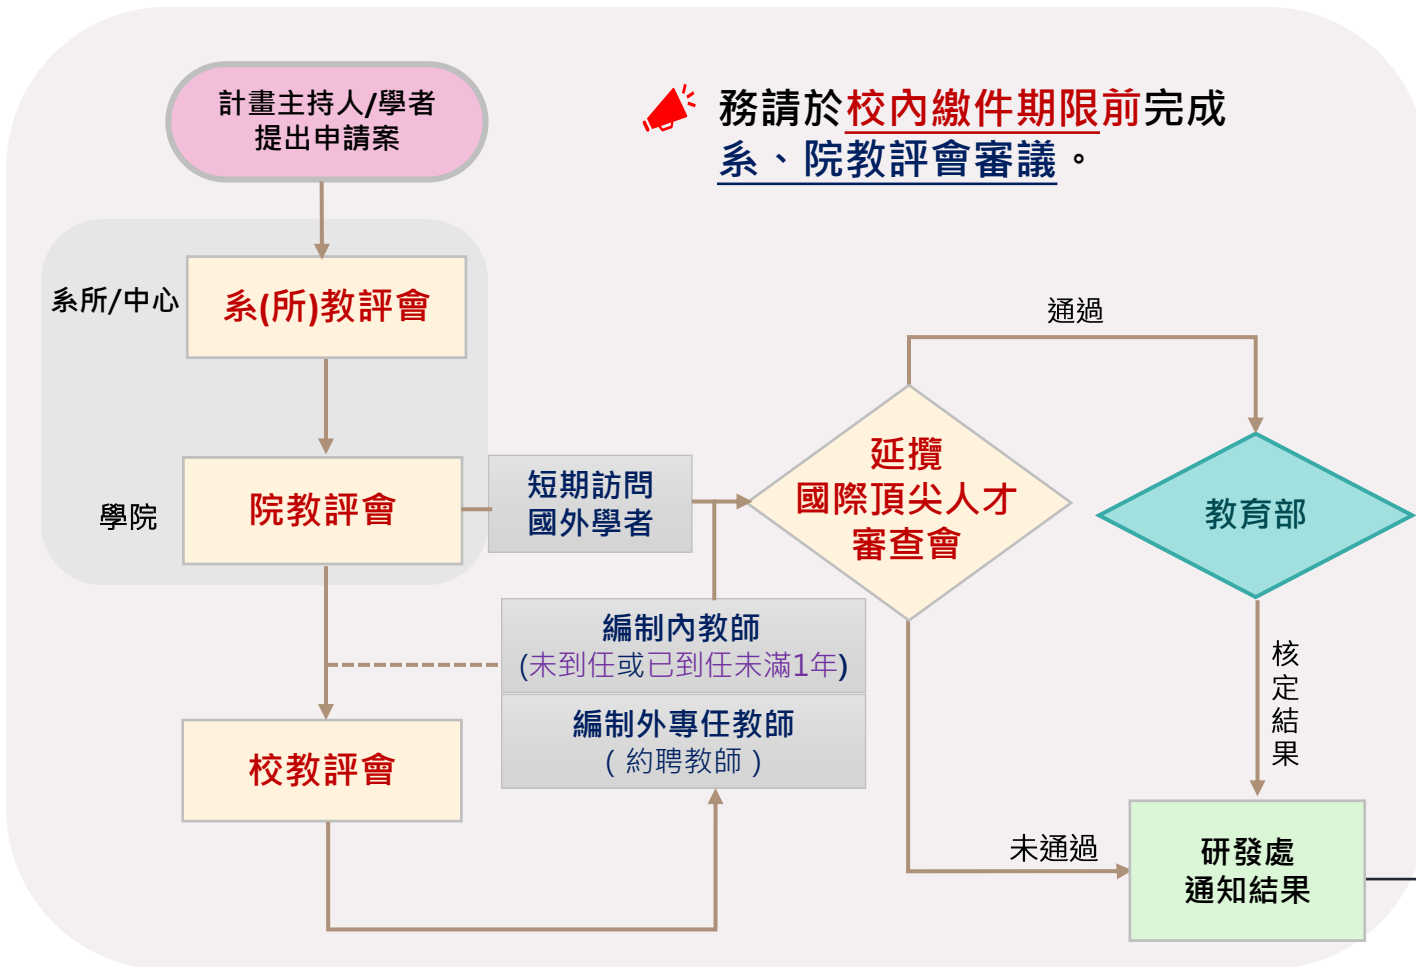 計畫主持人/學者
提出申請案
務請於校內繳件期限前完成
系、院教評會審議。
系所/中心
系(所)教評會
通過
學院
院教評會
短期訪問
國外學者
延攬
國際頂尖人才
審查會
教育部
編制內教師
(未到任或已到任未滿1年)
編制外專任教師
(約聘教師)
核
定
結
果
校教評會
未通過
研發處
通知結果